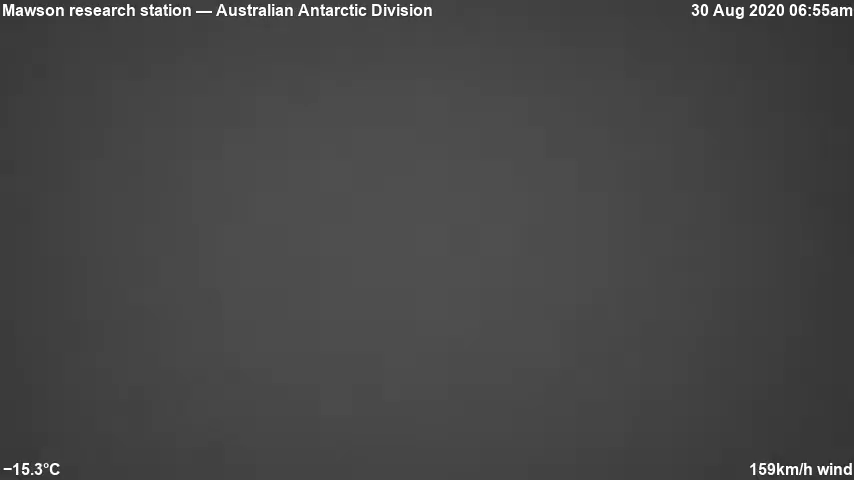 Mawson research station — Australian Antarctic Division
30 Aug 2020 06:55am
−15.3°C
159km/h wind